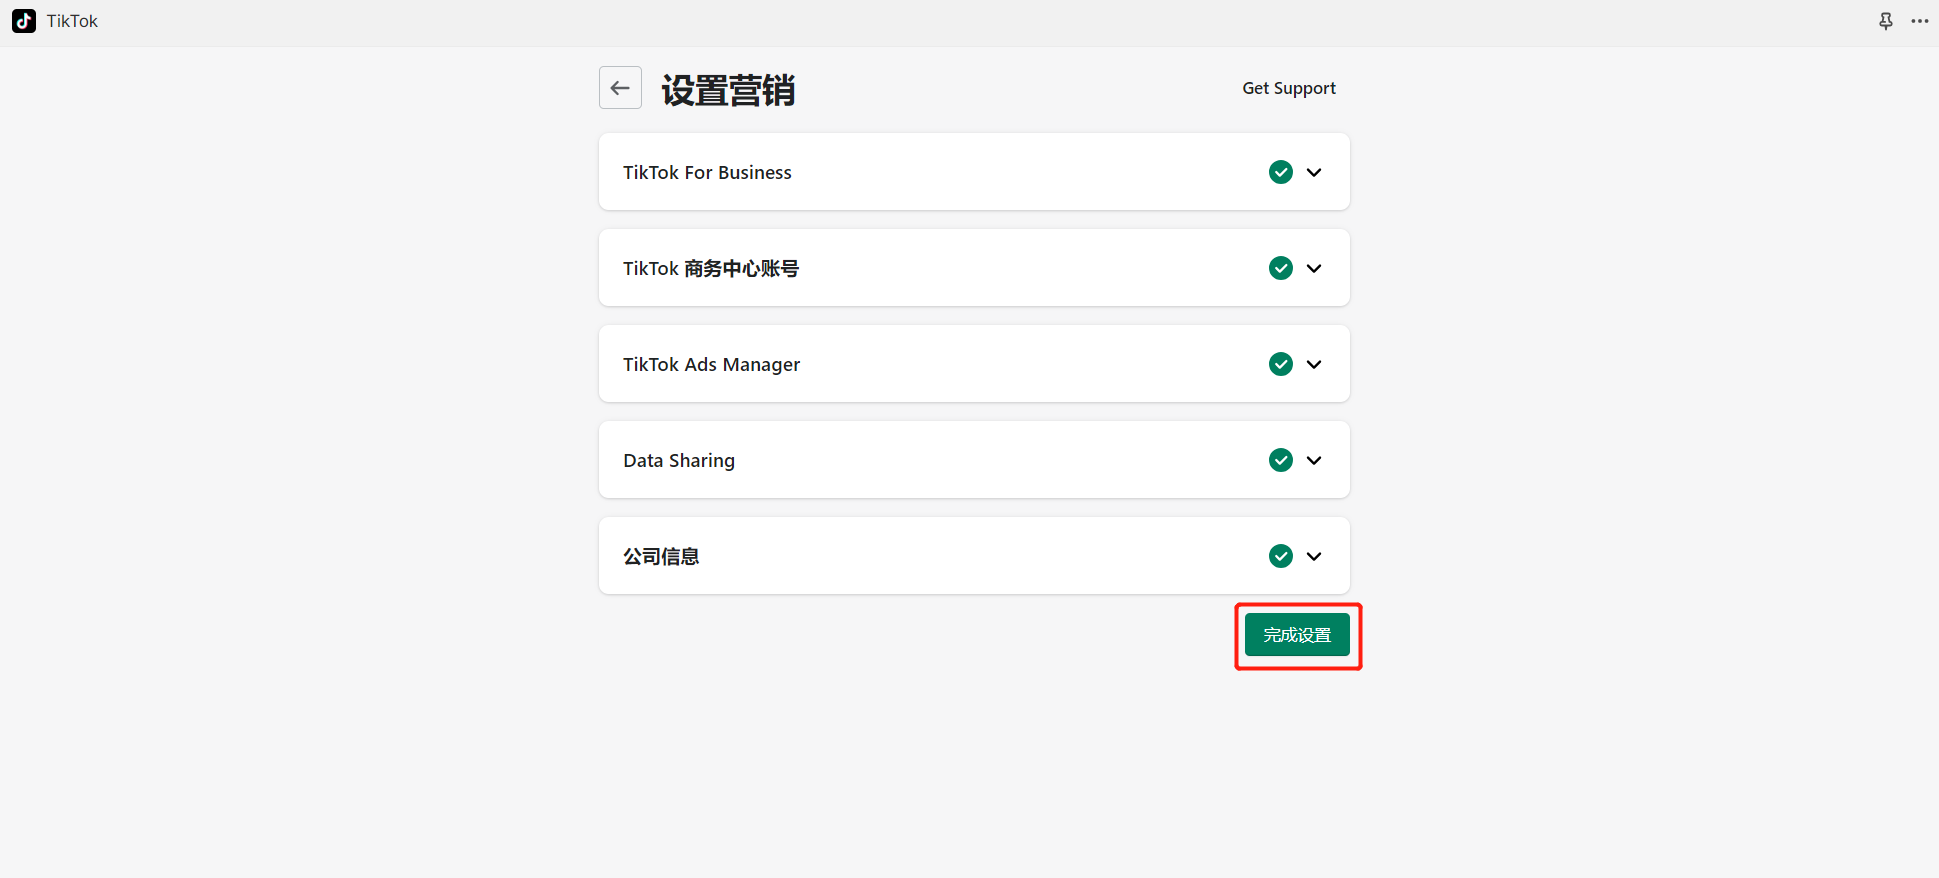 TikTok
设置营销
Get Support
TikTok For Business
TikTok 商务中心账号
TikTok Ads Manager
Data Sharing
公司信息
完成设置